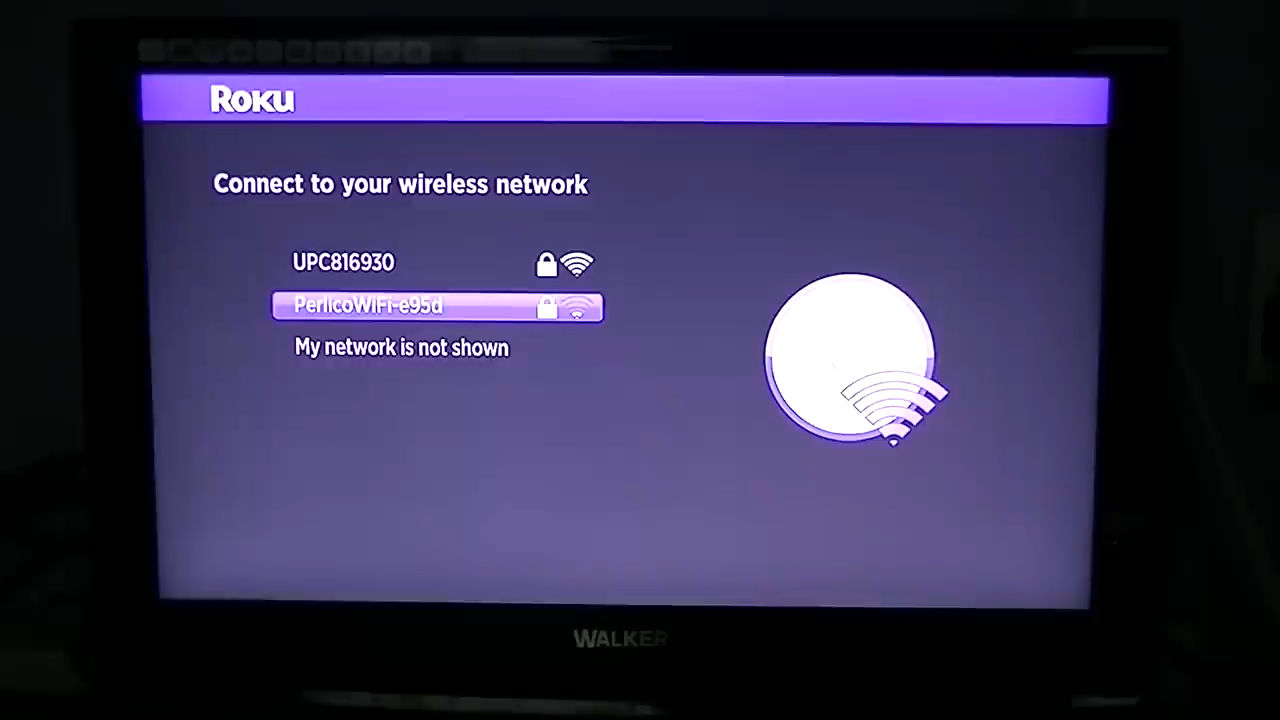 Roku
Connect to your wireless network
UPC816930
PerlicoWiFi-e95d
My network is not shown
WALKER